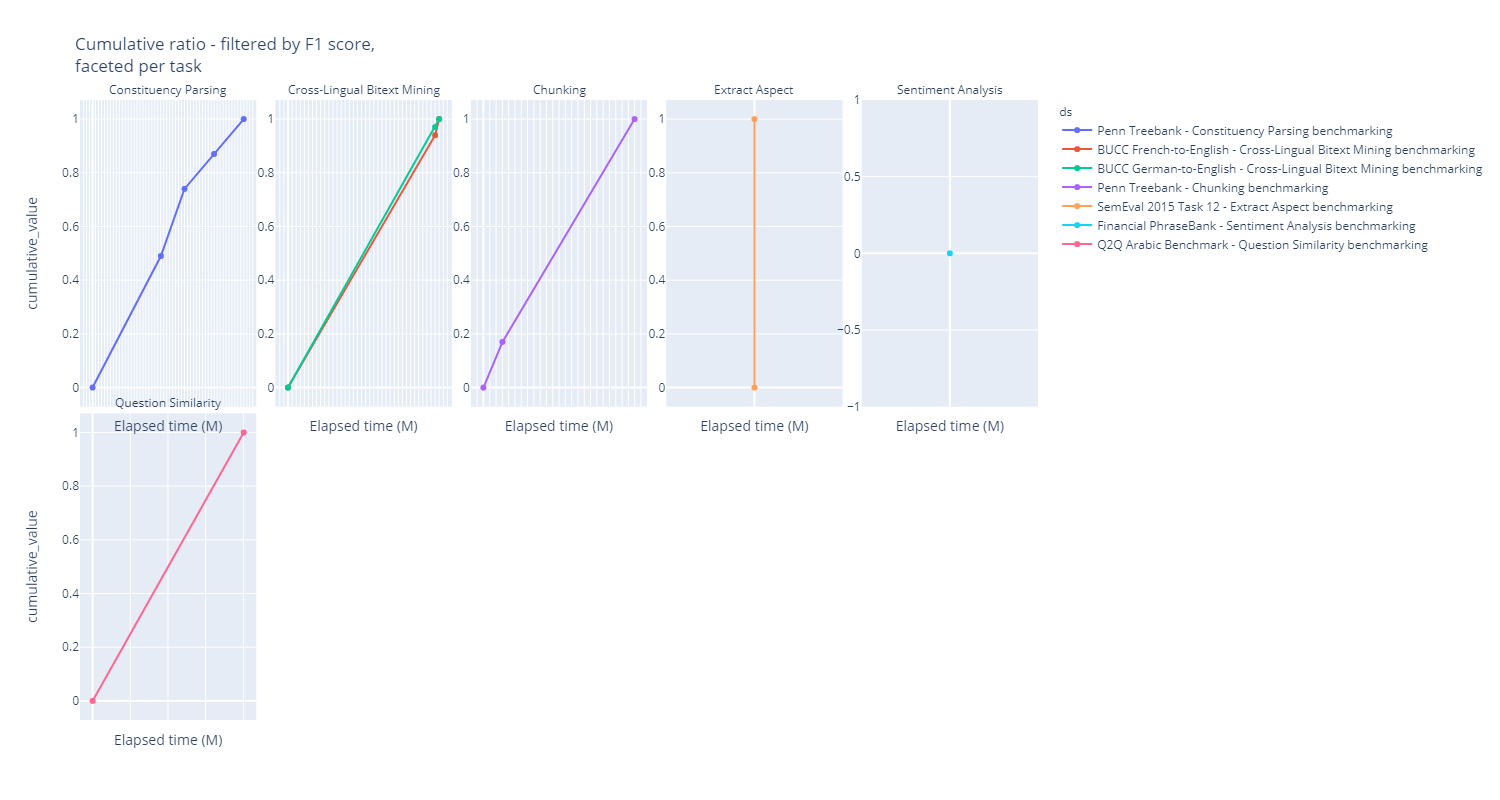 Cumulative ratio - filtered by F1 score,
faceted per task
Constituency Parsing
Cross-Lingual Bitext Mining
Chunking
Extract Aspect
Sentiment Analysis
cumulative_value
1
0.8
0.6
0.4
0.2
0
1
0.8
0.6
0.4
0.2
0
1
0.8
0.6
0.4
0.2
0
1
0.8
0.6
0.4
0.2
0
1
0.5
0
−0.5
−1
ds
Penn Treebank - Constituency Parsing benchmarking
BUCC French-to-English - Cross-Lingual Bitext Mining benchmarking
BUCC German-to-English - Cross-Lingual Bitext Mining benchmarking
Penn Treebank - Chunking benchmarking
SemEval 2015 Task 12 - Extract Aspect benchmarking
Financial PhraseBank - Sentiment Analysis benchmarking
Q2Q Arabic Benchmark - Question Similarity benchmarking
Question Similarity
Elapsed time (M)
Elapsed time (M)
Elapsed time (M)
Elapsed time (M)
Elapsed time (M)
cumulative_value
1
0.8
0.6
0.4
0.2
0
Elapsed time (M)